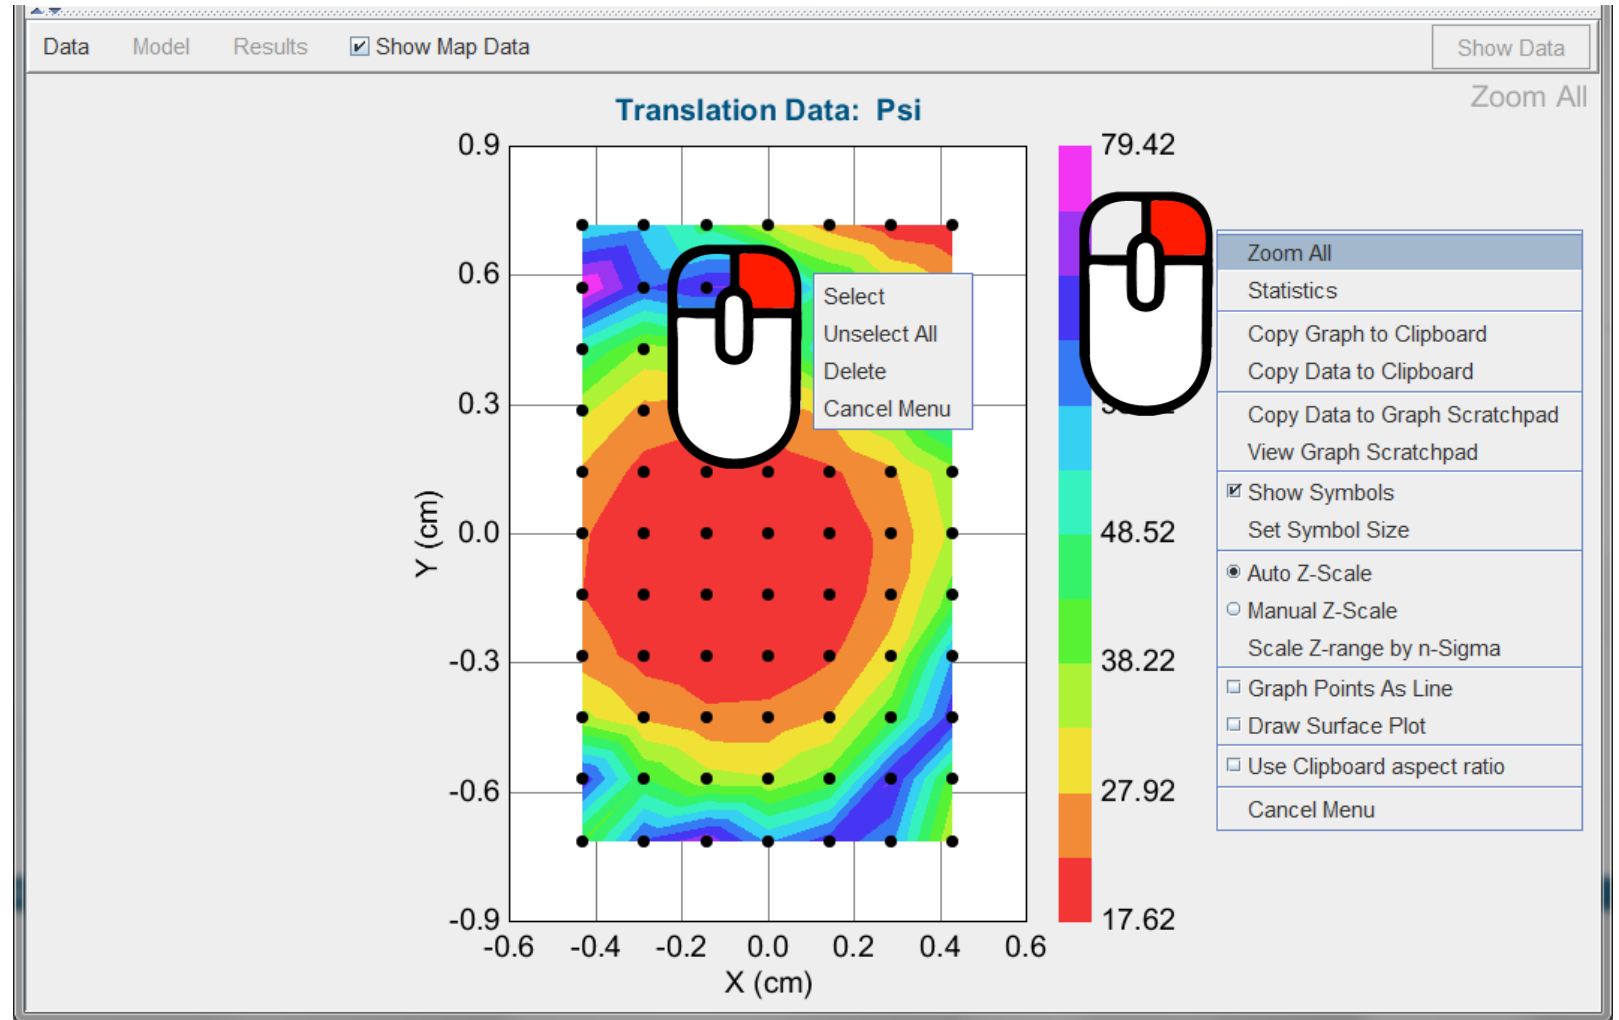 Data Model Results Show Map Data Show Data
Zoom All
Translation Data: Psi
0.9
0.6
0.3
0.0
-0.3
-0.6
-0.9
Y (cm)
-0.6 -0.4 -0.2 0.0 0.2 0.4 0.6
X (cm)
79.42
48.52
38.22
27.92
17.62
Select
Unselect All
Delete
Cancel Menu
Zoom All
Statistics
Copy Graph to Clipboard
Copy Data to Clipboard
Copy Data to Graph Scratchpad
View Graph Scratchpad
Show Symbols
Set Symbol Size
Auto Z-Scale
Manual Z-Scale
Scale Z-range by n-Sigma
Graph Points As Line
Draw Surface Plot
Use Clipboard aspect ratio
Cancel Menu